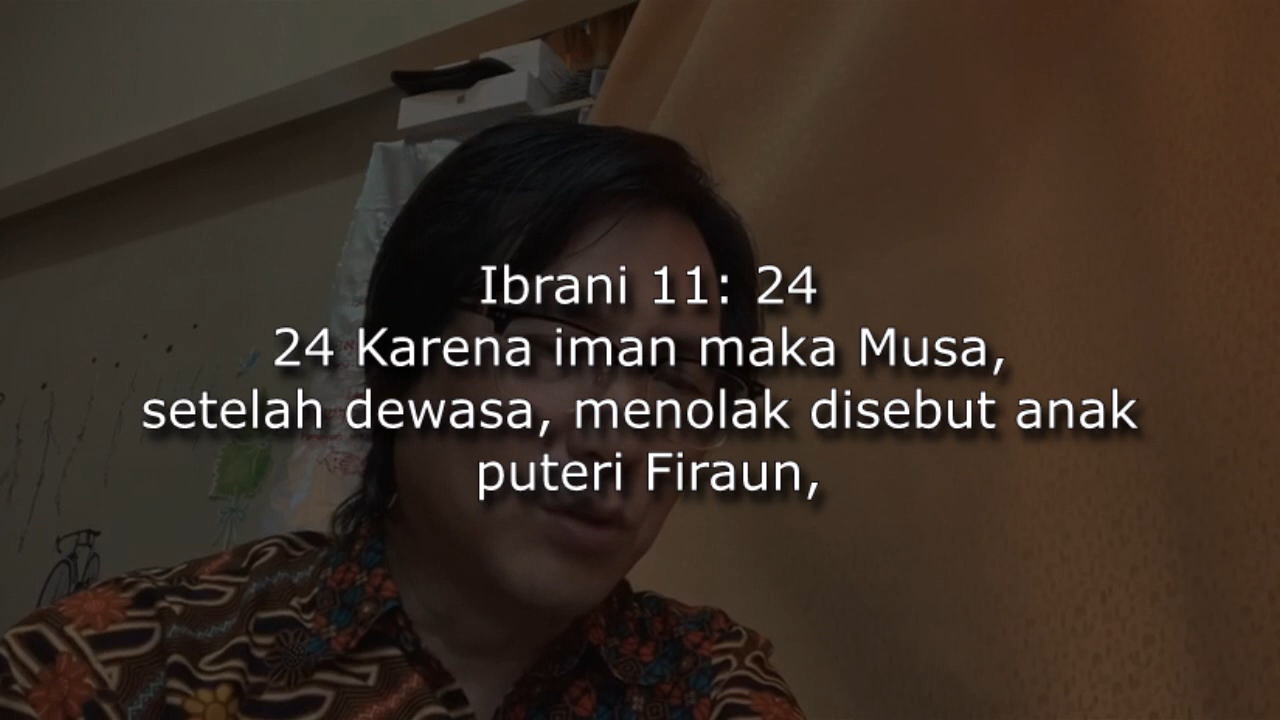 Ibrani 11: 24
24 Karena iman maka Musa,
setelah dewasa, menolak disebut anak
puteri Firaun,